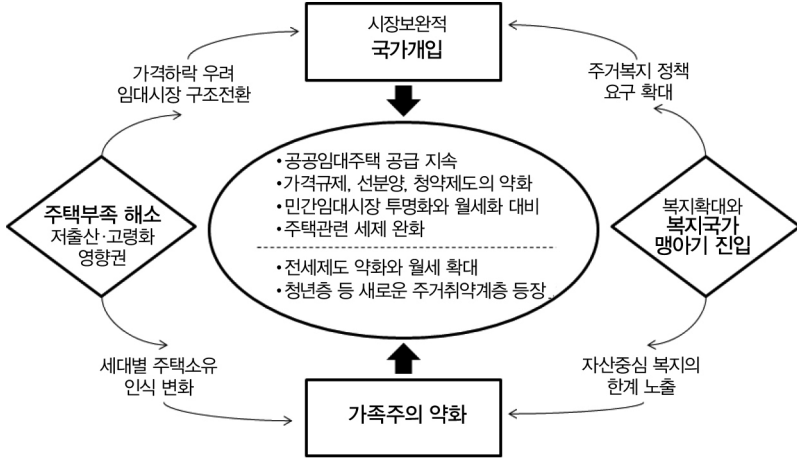 시장보완적
국가개입
가격하락 우려
임대시장 구조전환
주거복지 정책
요구 확대
• 공공임대주택 공급 지속
• 가격규제, 선분양, 청약제도의 약화
• 민간임대시장 투명화와 월세화 대비
• 주택관련 세제 완화
• 전세제도 약화와 월세 확대
• 청년층 등 새로운 주거취약계층 등장
주택부족 해소
저출산·고령화
영향권
복지확대와
복지국가
맹아기 진입
세대별 주택소유
인식 변화
자산중심 복지의
한계 노출
가족주의 약화